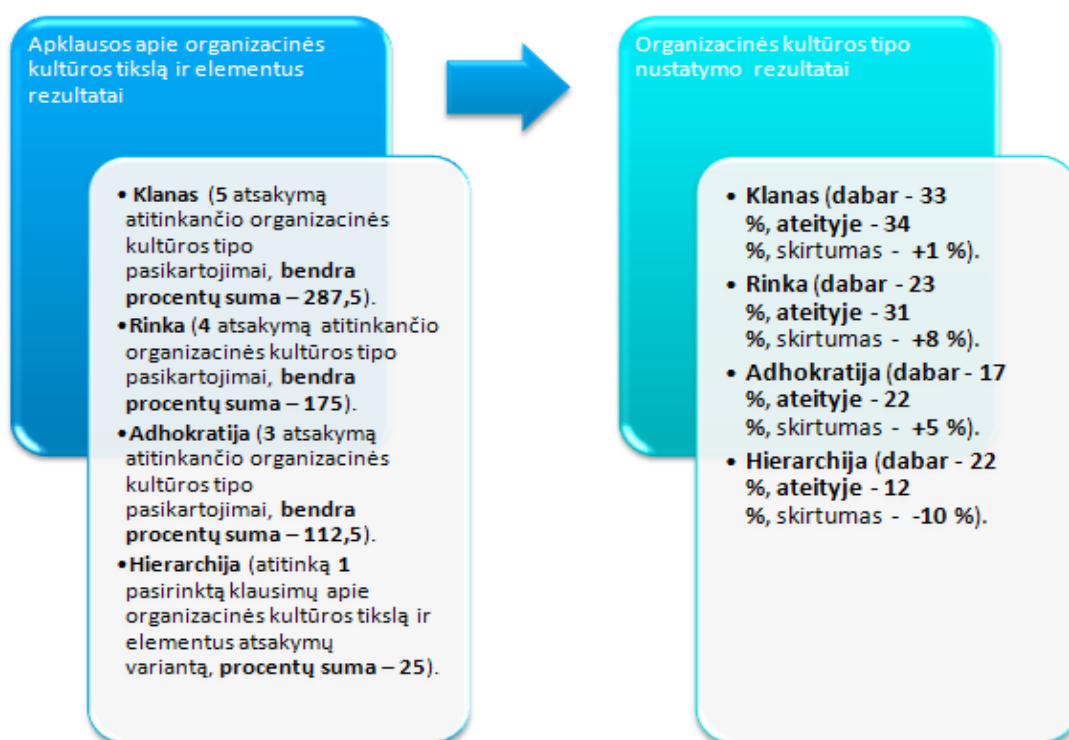 Apklausos apie organizacinės
kultūros tikslą ir elementus
rezultatai
• Klanas (5 atsakymą
atitinkančio organizacinės
kultūros tipo
pasikartojimai, bendra
procentų suma – 287,5).
•Rinka (4 atsakymą atitinkančio
organizacinės kultūros tipo
pasikartojimai, bendra
procentų suma – 175).
•Adhokratija (3 atsakymą
atitinkančio organizacinės
kultūros tipo
pasikartojimai, bendra
procentų suma – 112,5).
•Hierarchija (atitinką 1
pasirinktą klausimų apie
organizacinės kultūros tikslą ir
elementus atsakymų
variantą, procentų suma – 25).
Organizacinės kultūros tipo
nustatymo rezultatai
• Klanas (dabar - 33
%, ateityje - 34
%, skirtumas - +1 %).
• Rinka (dabar - 23
%, ateityje - 31
%, skirtumas - +8 %).
• Adhokratija (dabar - 17
%, ateityje - 22
%, skirtumas - +5 %).
• Hierarchija (dabar - 22
%, ateityje - 12
%, skirtumas - -10 %).